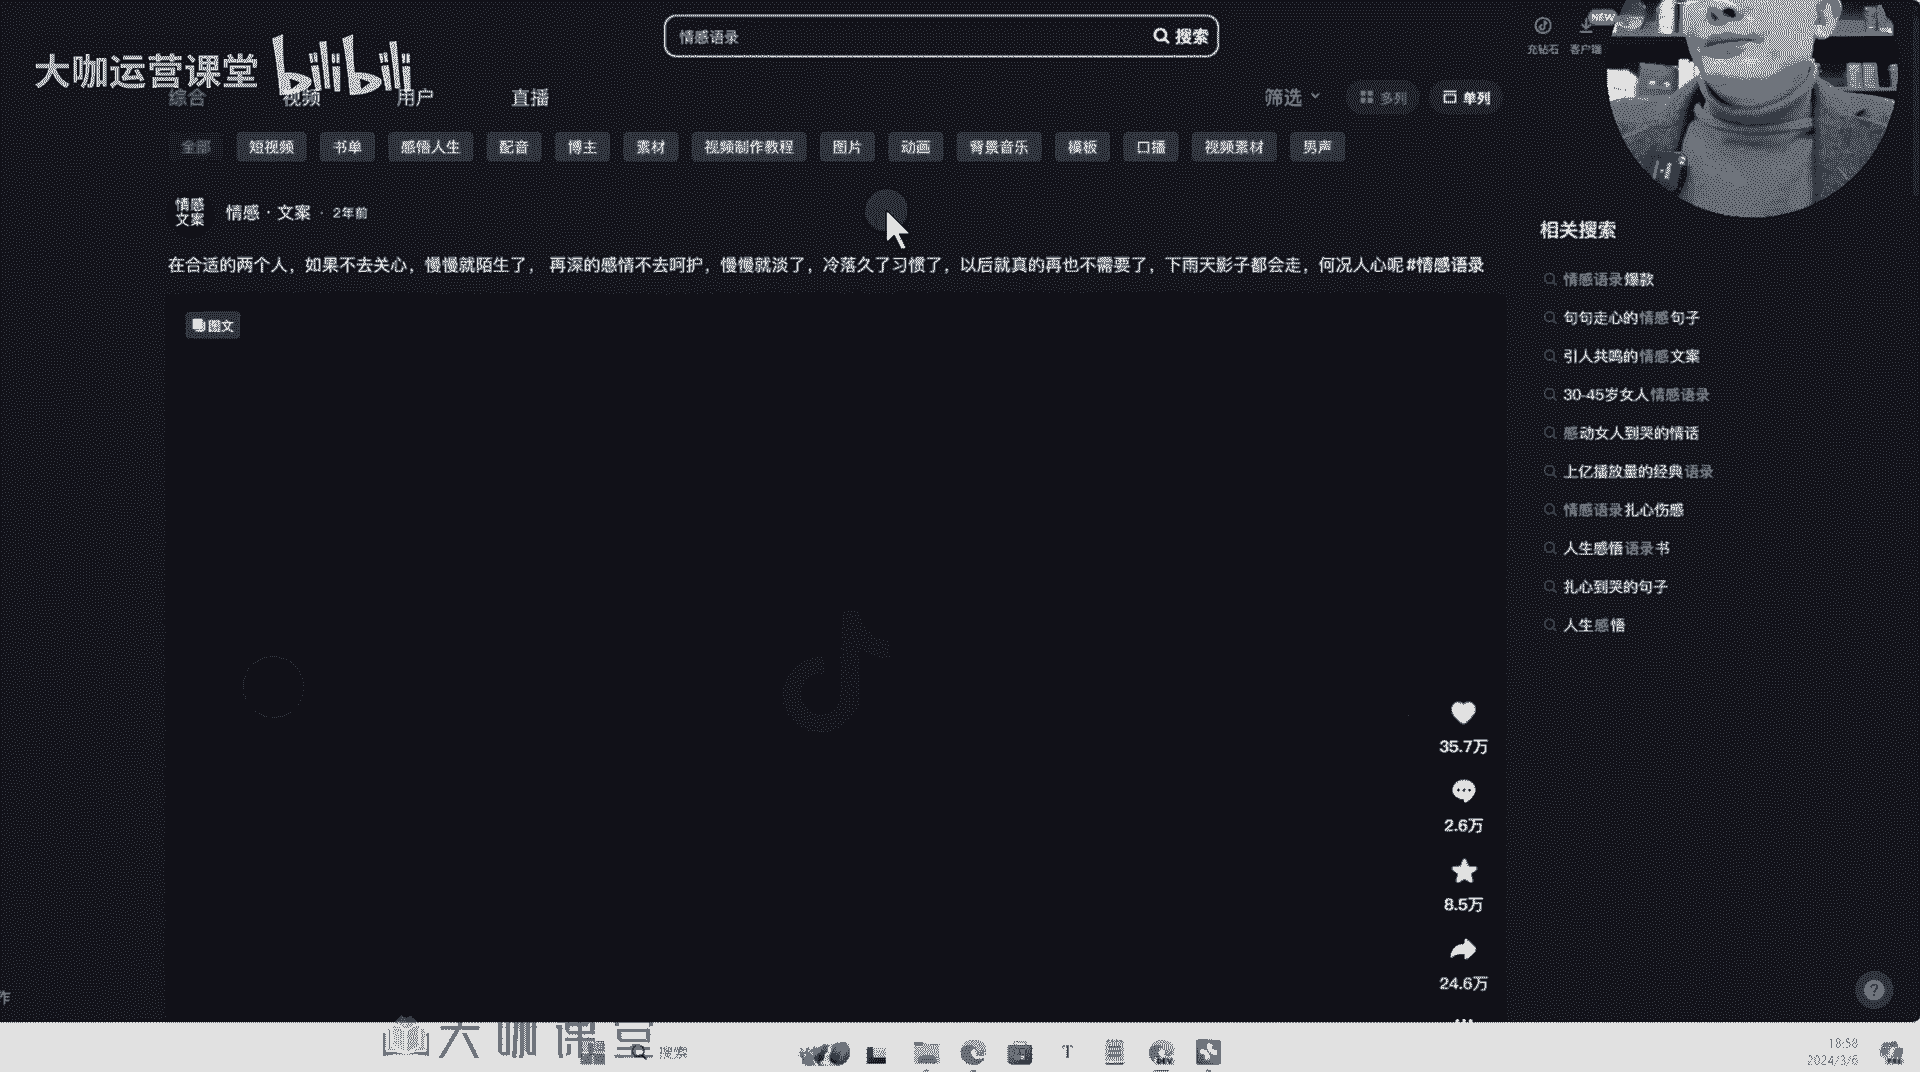 大咖运营课堂 bilibili
情感语录
搜索
充钻石
客户端
NEW
综合
视频
用户
直播
筛选
多列
单列
全部
短视频
书单
感悟人生
配音
博主
素材
视频制作教程
图片
动画
背景音乐
模板
口播
视频素材
男声
情感文案
情感·文案 · 2年前
在合适的两个人，如果不去关心，慢慢就陌生了， 再深的感情不去呵护，慢慢就淡了，冷落久了习惯了，以后就真的再也不需要了，下雨天影子都会走，何况人心呢#情感语录
图文
35.7万
2.6万
8.5万
24.6万
相关搜索
情感语录爆款
句句走心的情感句子
引人共鸣的情感文案
30-45岁女人情感语录
感动女人到哭的情话
上亿播放量的经典语录
情感语录扎心伤感
人生感悟语录书
扎心到哭的句子
人生感悟
作
大咖课堂
搜索
18:58
2024/3/6